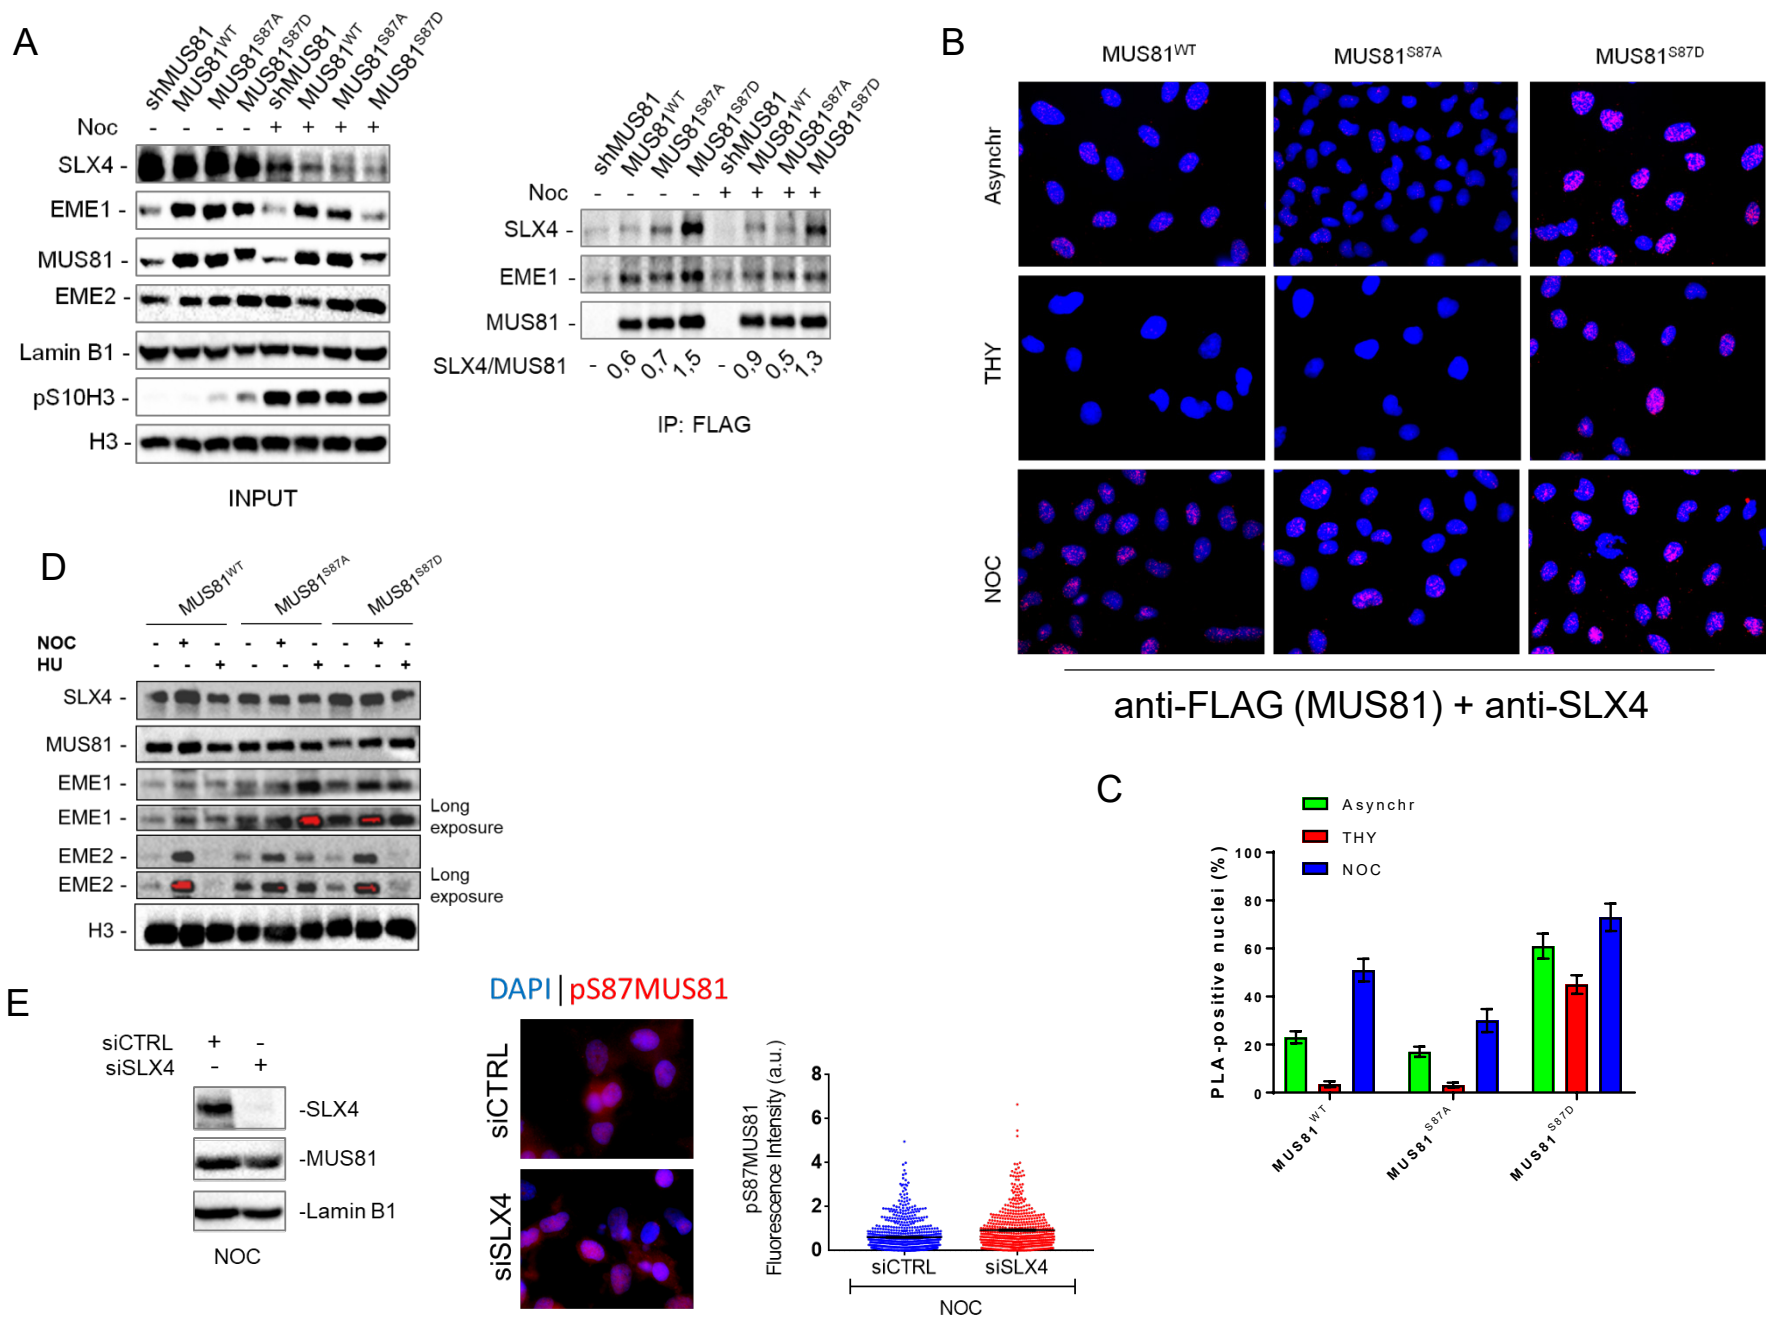 A
shMUS81
MUS81WT
MUS81S87A
MUS81S87D
shMUS81
MUS81WT
MUS81S87A
MUS81S87D
Noc - - - - + + + +
SLX4 -
EME1 -
MUS81 -
EME2 -
Lamin B1 -
pS10H3 -
H3 -
INPUT
shMUS81
MUS81WT
MUS81S87A
MUS81S87D
shMUS81
MUS81WT
MUS81S87A
MUS81S87D
Noc - - - - + + + +
SLX4 -
EME1 -
MUS81 -
SLX4/MUS81 - 0,6 0,7 1,5 - 0,9 0,5 1,3
IP: FLAG
B
MUS81WT MUS81S87A MUS81S87D
Asynchr
THY
NOC
anti-FLAG (MUS81) + anti-SLX4
C
Asynchr
THY
NOC
PLA-positive nuclei (%)
100
80
60
40
20
0
MUS81WT
MUS81S87A
MUS81S87D
D
MUS81WT MUS81S87A MUS81S87D
NOC - + - - + - - + -
HU - - + - - + - - +
SLX4 -
MUS81 -
EME1 -
EME1 - Long exposure
EME2 -
EME2 - Long exposure
H3 -
E
siCTRL + -
siSLX4 - +
-SLX4
-MUS81
-Lamin B1
NOC
DAPI|pS87MUS81
siCTRL
siSLX4
pS87MUS81
Fluorescence Intensity (a.u.)
8
6
4
2
0
siCTRL siSLX4
NOC